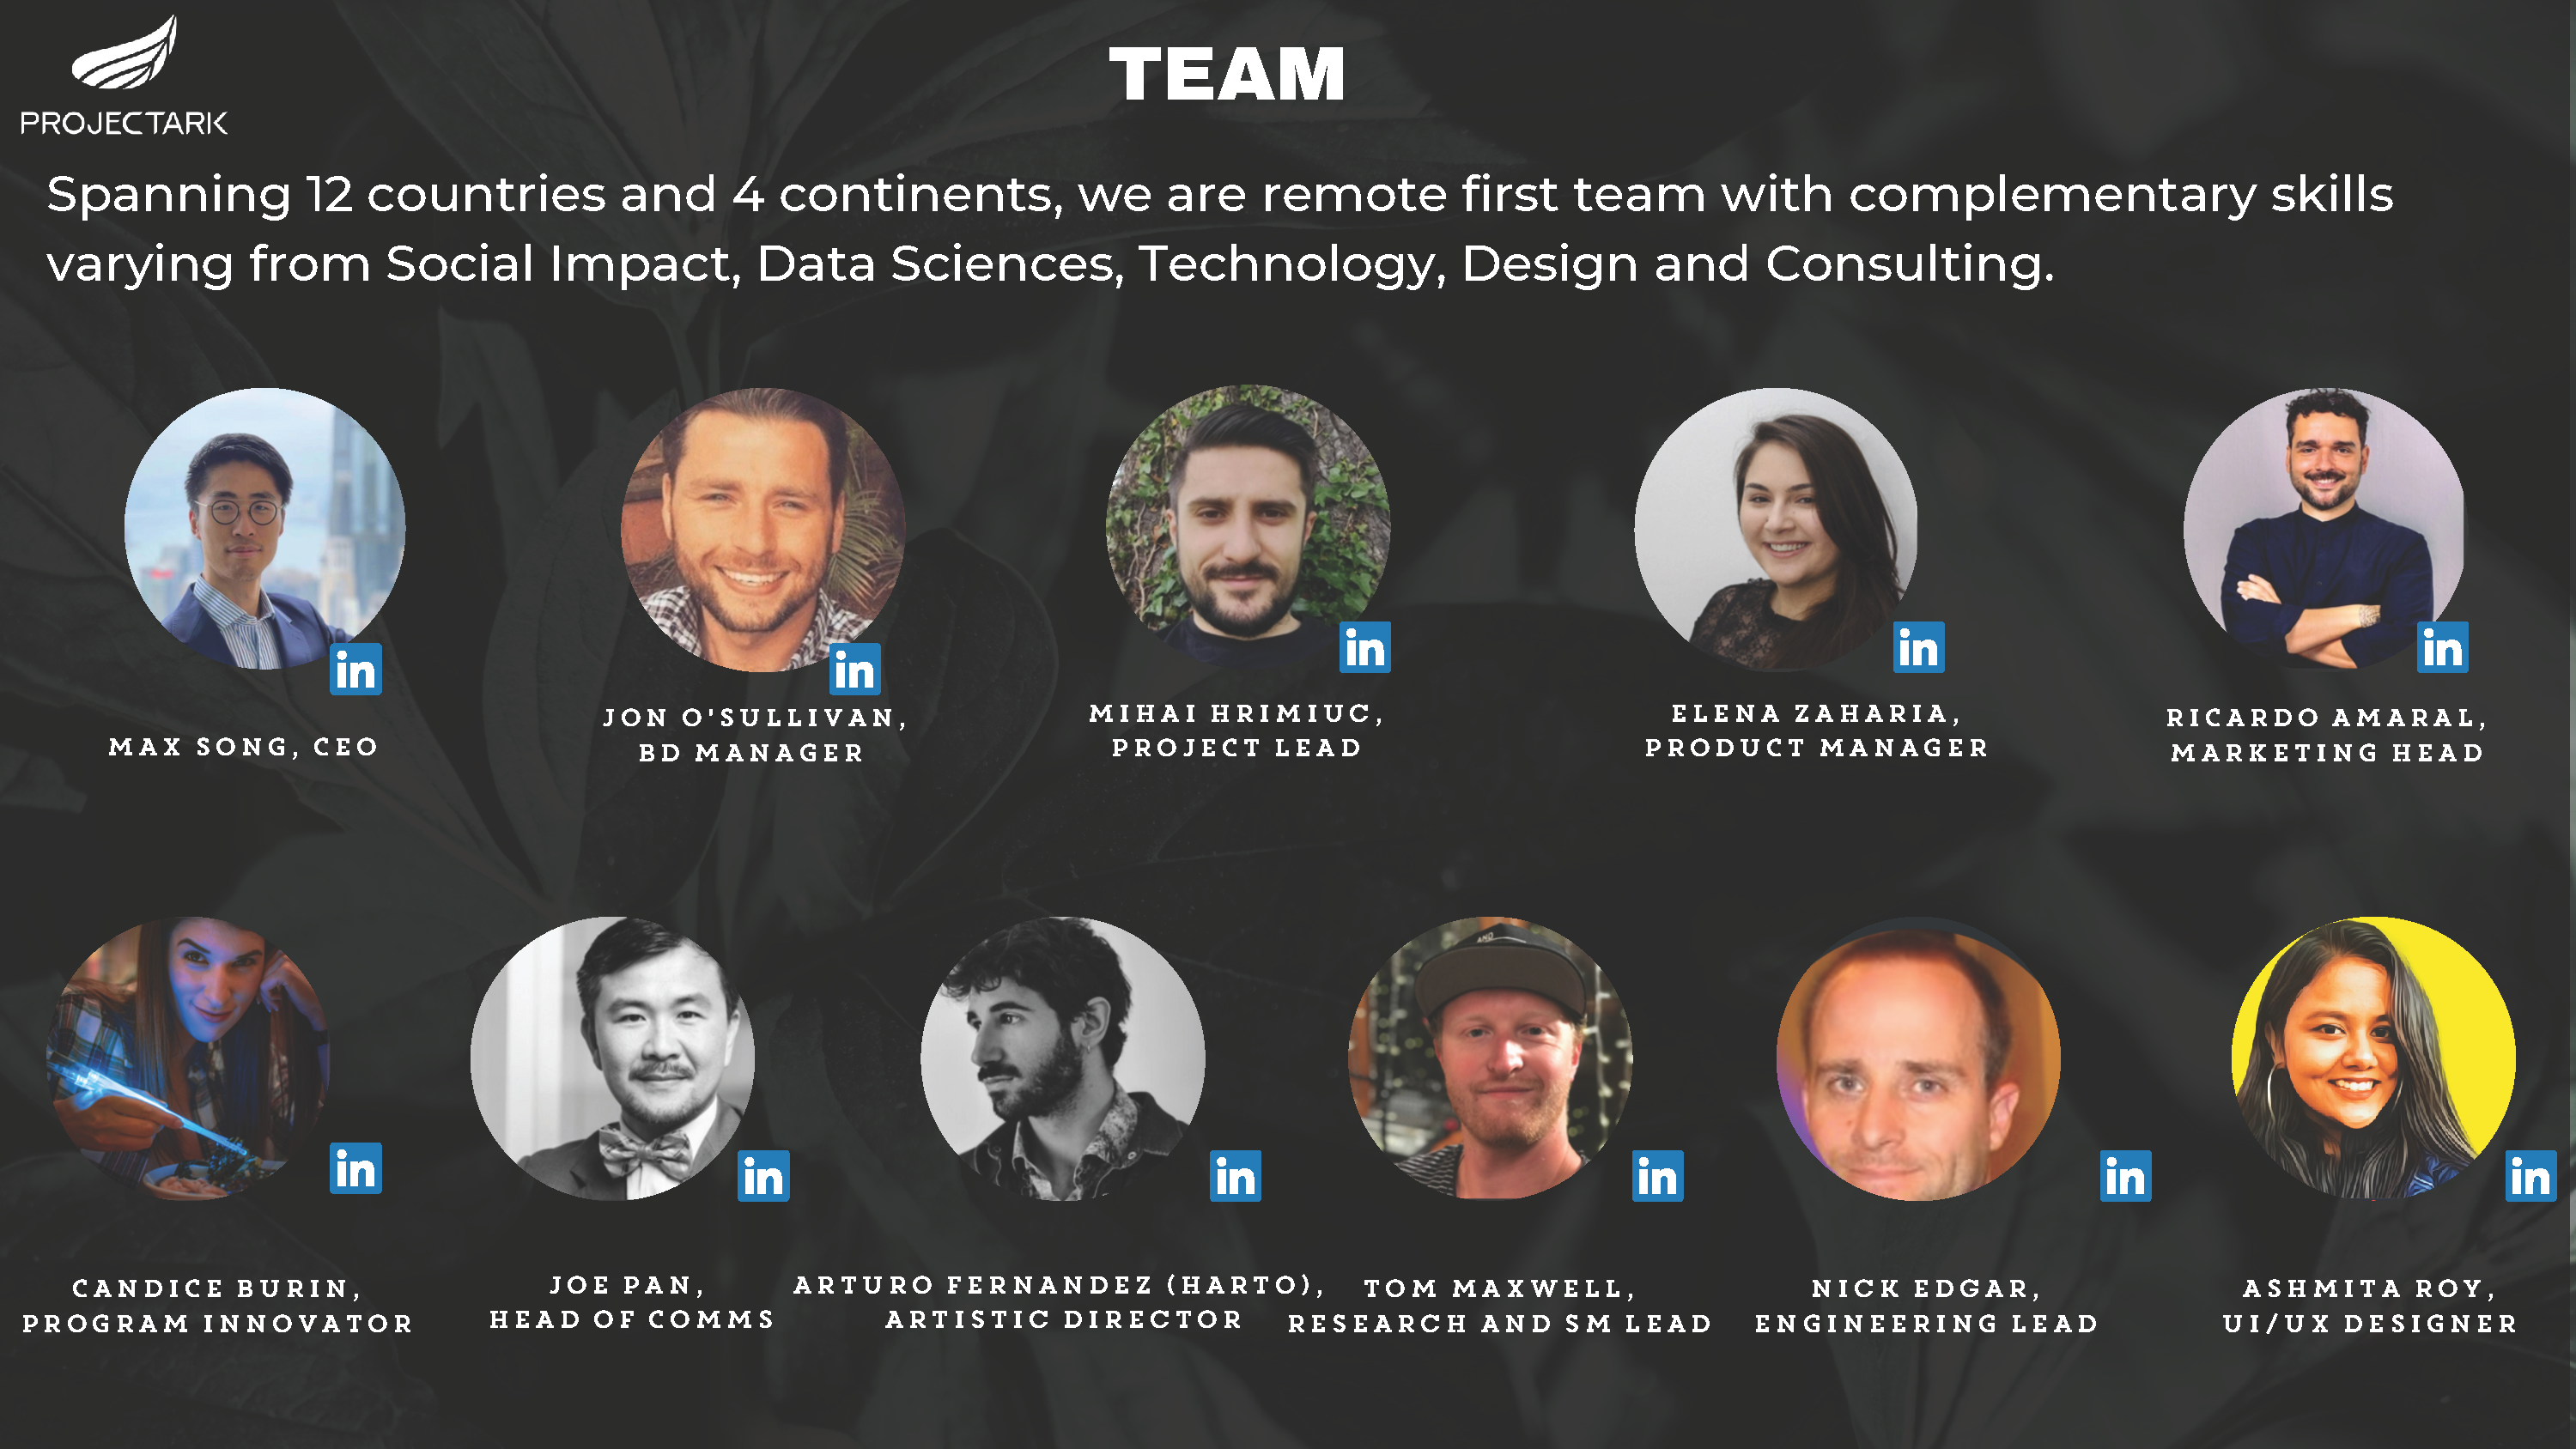 PROJECTARK
TEAM
Spanning 12 countries and 4 continents, we are remote first team with complementary skills
varying from Social Impact, Data Sciences, Technology, Design and Consulting.
in
in
in
in
in
MAX SONG, CEO
JON O'SULLIVAN,
BD MANAGER
MIHAI HRIMIUC,
PROJECT LEAD
ELENA ZAHARIA,
PRODUCT MANAGER
RICARDO AMARAL,
MARKETING HEAD
AND
in
in
in
in
in
in
CANDICE BURIN,
PROGRAM INNOVATOR
JOE PAN,
HEAD OF COMMS
ARTURO FERNANDEZ (HARTO),
ARTISTIC DIRECTOR
TOM MAXWELL,
RESEARCH AND SM LEAD
NICK EDGAR,
ENGINEERING LEAD
ASHMITA ROY,
UI/UX DESIGNER